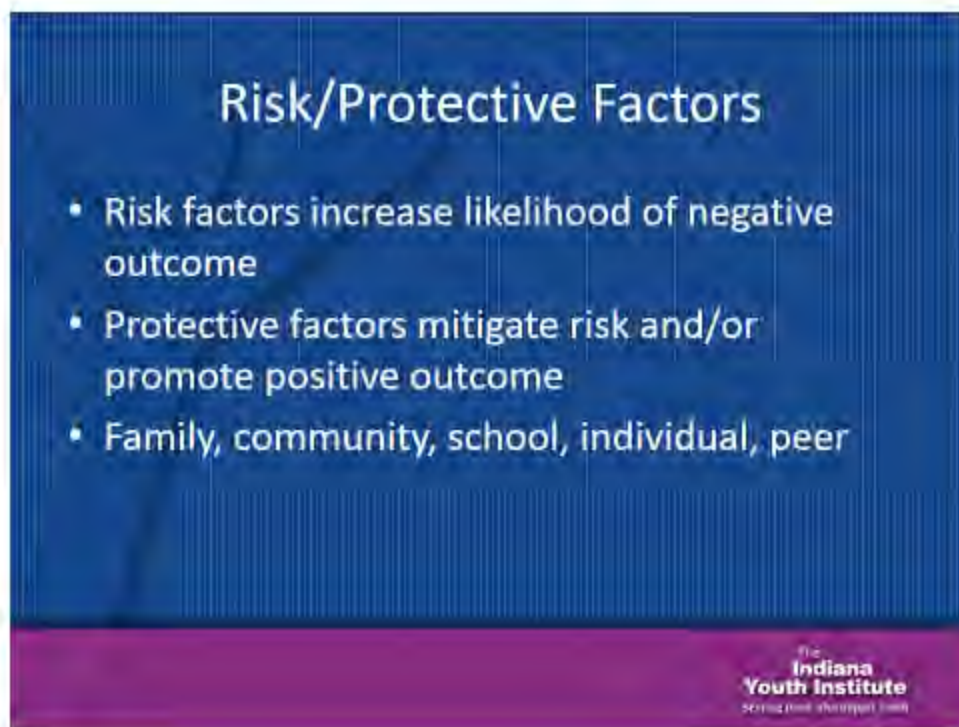 Risk/Protective Factors
• Risk factors increase likelihood of negative
outcome
• Protective factors mitigate risk and/or
promote positive outcome
• Family, community, school, individual, peer
The
Indiana
Youth Institute